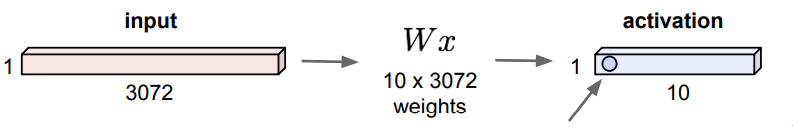 input
1
3072
Wx
10 x 3072
weights
activation
1
10